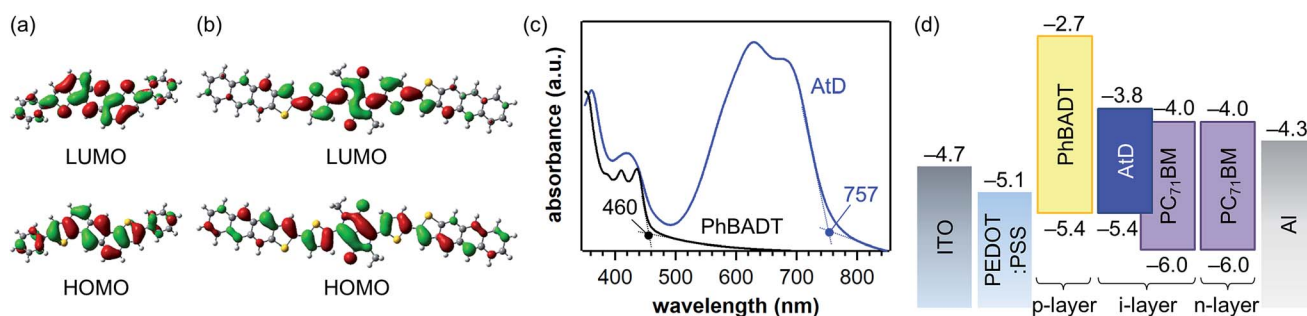 (a)
LUMO
HOMO
(b)
LUMO
HOMO
(c)
absorbance (a.u.)
AtD
460
757
PhBADT
400
500
600
700
800
wavelength (nm)
(d)
–2.7
–3.8
–4.0
–4.0
–4.3
–4.7
–5.1
PhBADT
AtD
PC71BM
PC71BM
Al
ITO
PEDOT
:PSS
–5.4
–5.4
–6.0
–6.0
p-layer
i-layer
n-layer